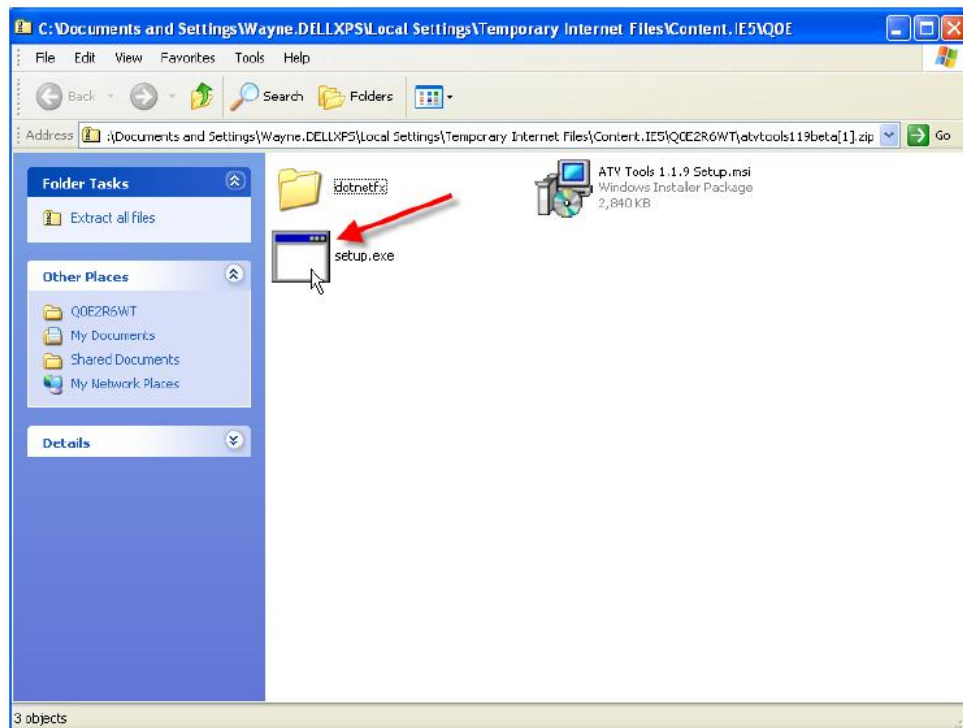 C:\Documents and Settings\Wayne.DELLXPS\Local Settings\Temporary Internet Files\Content.IE5\Q0E
File Edit View Favorites Tools Help
Back Search Folders
Address :\Documents and Settings\Wayne.DELLXPS\Local Settings\Temporary Internet Files\Content.IE5\Q0E2R6WT\atvtools119beta[1].zip Go
Folder Tasks
Extract all files
Other Places
Q0E2R6WT
My Documents
Shared Documents
My Network Places
Details
dotnetfx
ATV Tools 1.1.9 Setup.msi
Windows Installer Package
2,840 KB
setup.exe
3 objects